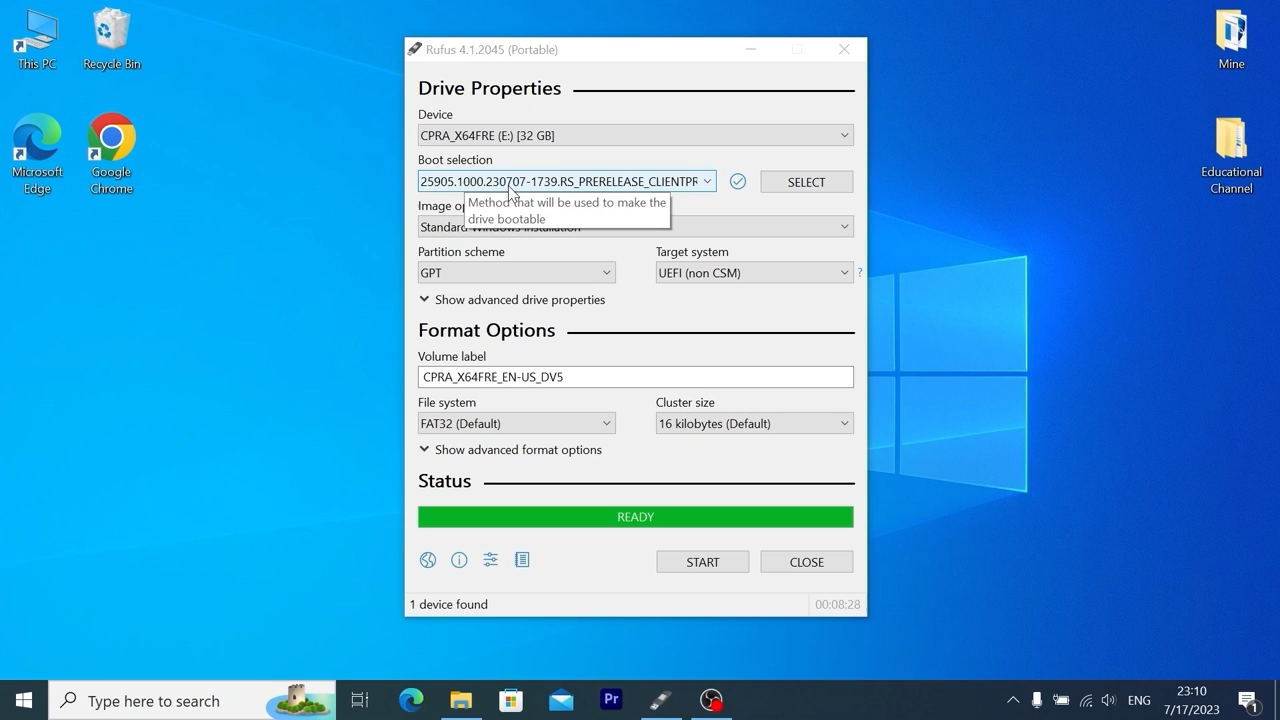 This PC
Recycle Bin
Microsoft
Edge
Google
Chrome
Mine
Educational
Channel
Rufus 4.1.2045 (Portable)
Drive Properties
Device
CPRA_X64FRE (E:) [32 GB]
Boot selection
25905.1000.230707-1739.RS_PRERELEASE_CLIENTPR
SELECT
Method that will be used to make the
drive bootable
Image op
Standard Windows installation
Partition scheme
Target system
GPT
UEFI (non CSM)
?
Show advanced drive properties
Format Options
Volume label
CPRA_X64FRE_EN-US_DV5
File system
Cluster size
FAT32 (Default)
16 kilobytes (Default)
Show advanced format options
Status
READY
START
CLOSE
1 device found
00:08:28
Type here to search
Pr
ENG
23:10
7/17/2023
1